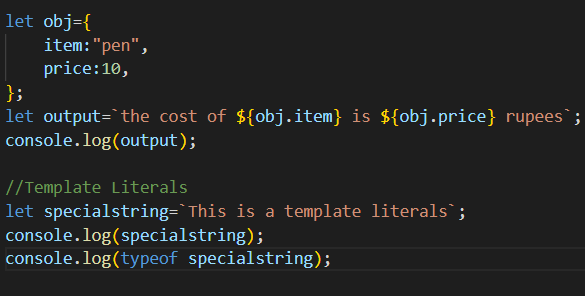 let obj={
    item:"pen",
    price:10,
};
let output=`the cost of ${obj.item} is ${obj.price} rupees`;
console.log(output);

//Template Literals
let specialstring=`This is a template literals`;
console.log(specialstring);
console.log(typeof specialstring);